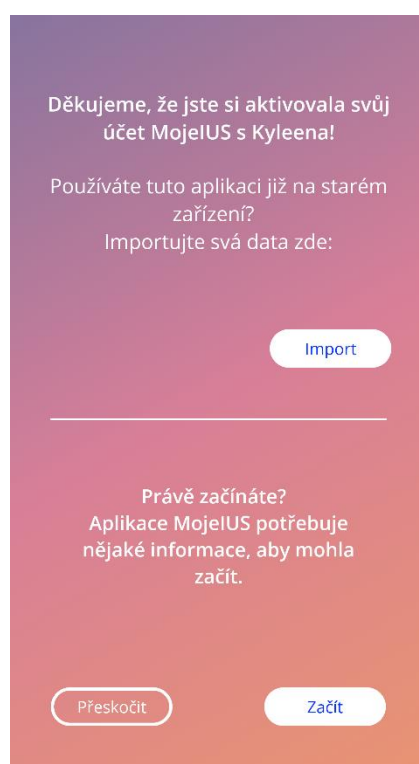 Děkujeme, že jste si aktivovala svůj
účet MojeIUS s Kyleena!
Používáte tuto aplikaci již na starém
zařízení?
Importujte svá data zde:
Import
Právě začínáte?
Aplikace MojeIUS potřebuje
nějaké informace, aby mohla
začít.
Přeskočit
Začít